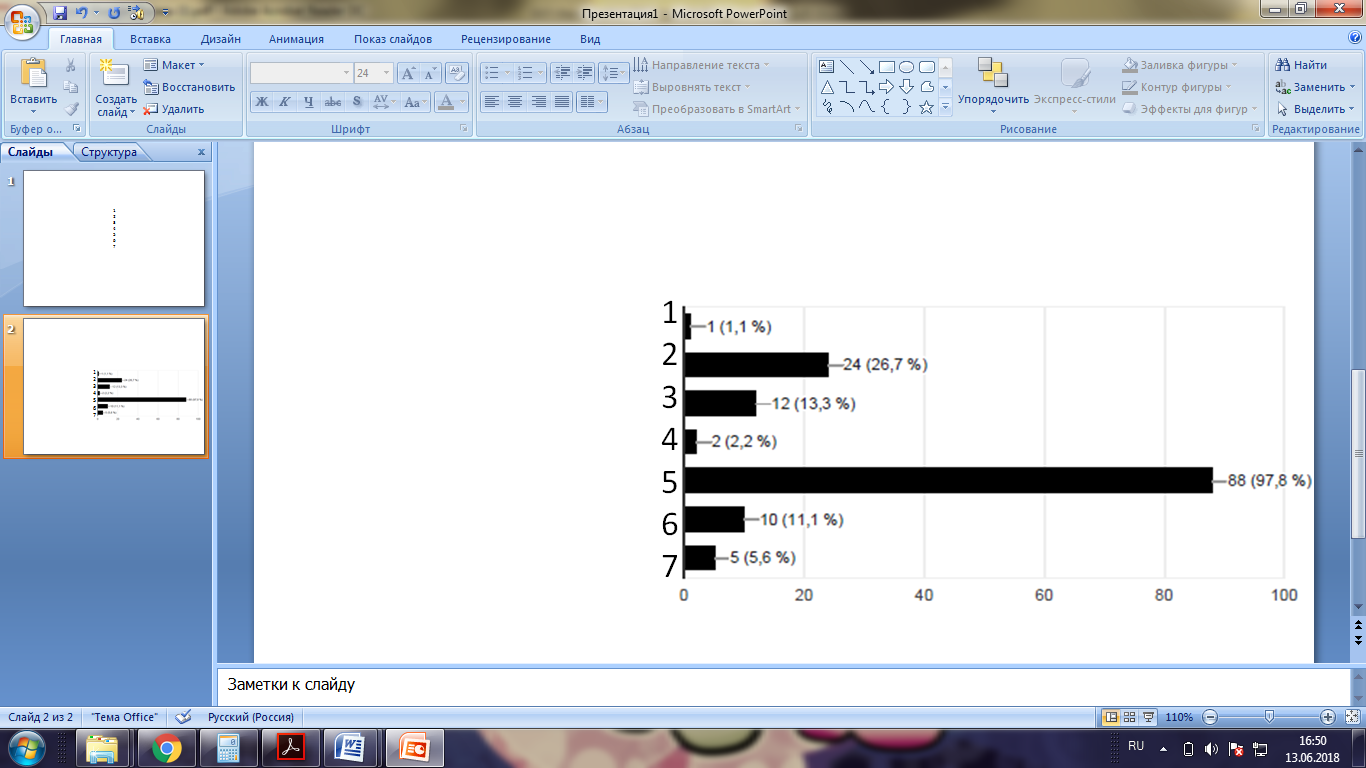 Презентация1 - Microsoft PowerPoint
Главная Вставка Дизайн Анимация Показ слайдов Рецензирование Вид
Вставить
Буфер о...
Создать слайд
Макет
Восстановить
Удалить
Слайды
24
Ж К Ч abc S AV Aa A
Шрифт
Направление текста
Выровнять текст
Преобразовать в SmartArt
Абзац
Упорядочить
Экспресс-стили
Заливка фигуры
Контур фигуры
Эффекты для фигур
Рисование
Найти
Заменить
Выделить
Редактирование
Слайды Структура x
1
2
1 1 (1,1 %)
2 24 (26,7 %)
3 12 (13,3 %)
4 2 (2,2 %)
5 88 (97,8 %)
6 10 (11,1 %)
7 5 (5,6 %)
0 20 40 60 80 100
Заметки к слайду
Слайд 2 из 2 "Тема Office" Русский (Россия) 110%
RU 16:50
13.06.2018